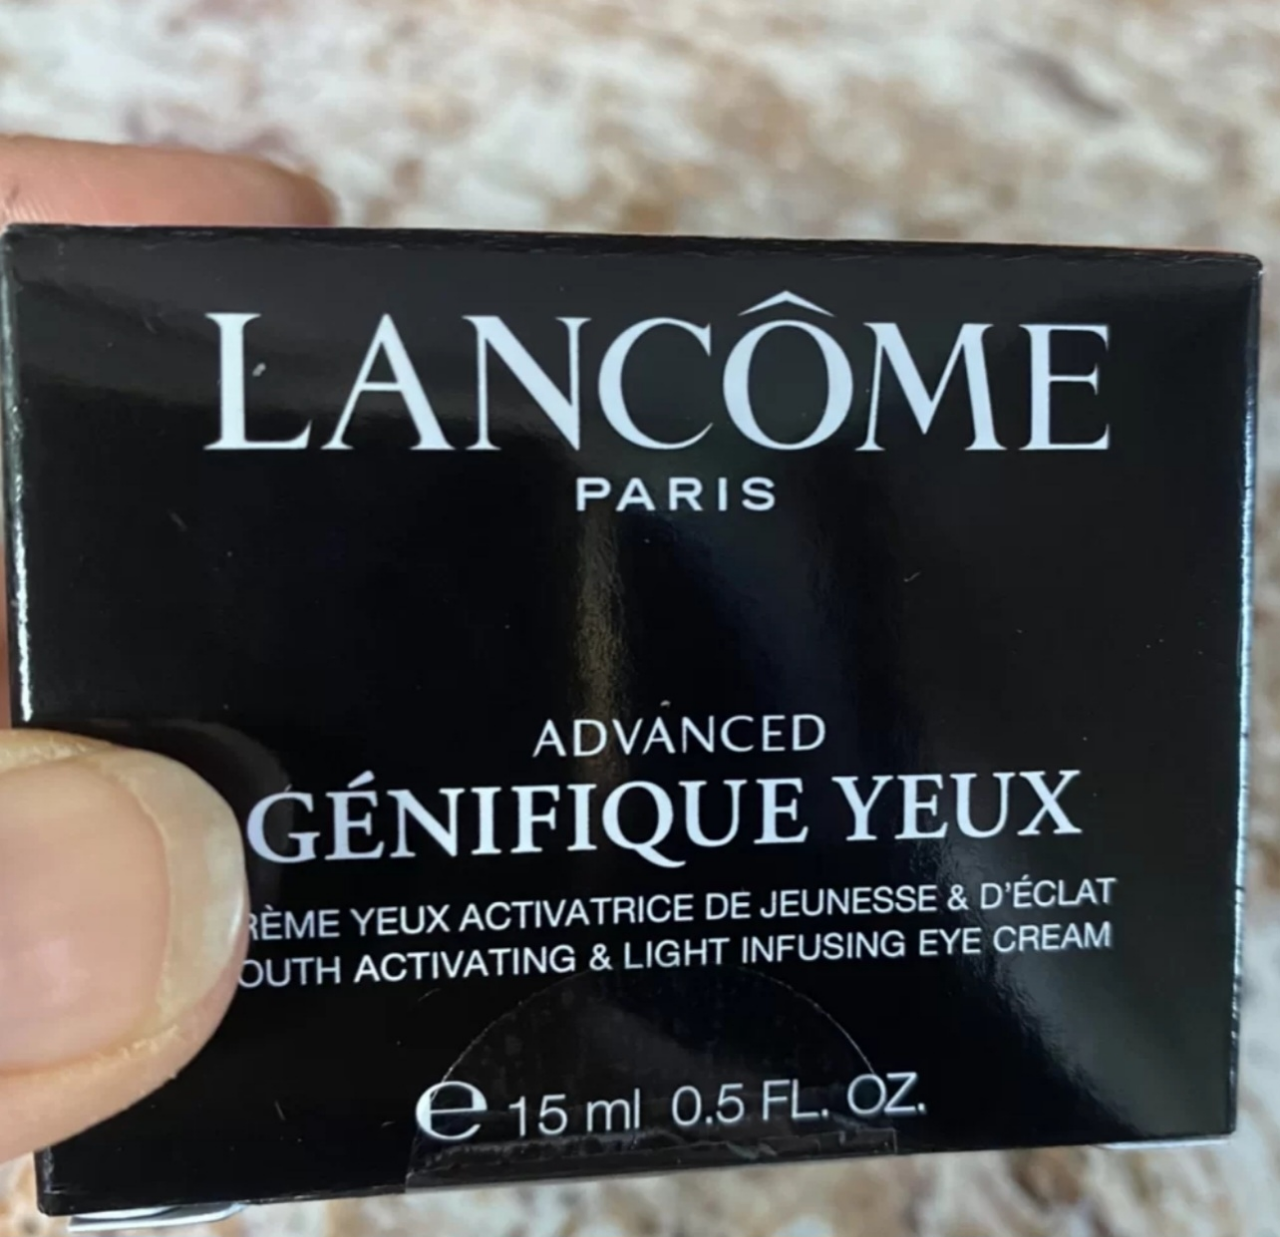 LANCÔME
PARIS
ADVANCED
GÉNIFIQUE YEUX
RÈME YEUX ACTIVATRICE DE JEUNESSE & D'ÉCLAT
OUTH ACTIVATING & LIGHT INFUSING EYE CREAM
℮ 15 ml 0.5 FL. OZ.